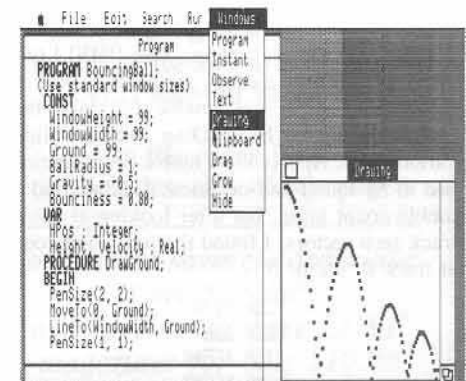 File Edit Search Run Windows
Program
PROGRAM BouncingBall;
(Use standard window sizes)
CONST
WindowHeight = 99;
WindowWidth = 99;
Ground = 99;
BallRadius = 1;
Gravity = 1;
Bounciness = 0.80;
VAR
HPos : Integer;
Height, Velocity : Real;
PROCEDURE DrawGround;
BEGIN
PenSize(2, 2);
MoveTo(0, Ground);
LineTo(WindowWidth, Ground);
PenSize(1, 1);
Program
Instant
Observe
Text
Drawing
Clipboard
Drag
Grow
Hide
Drawing